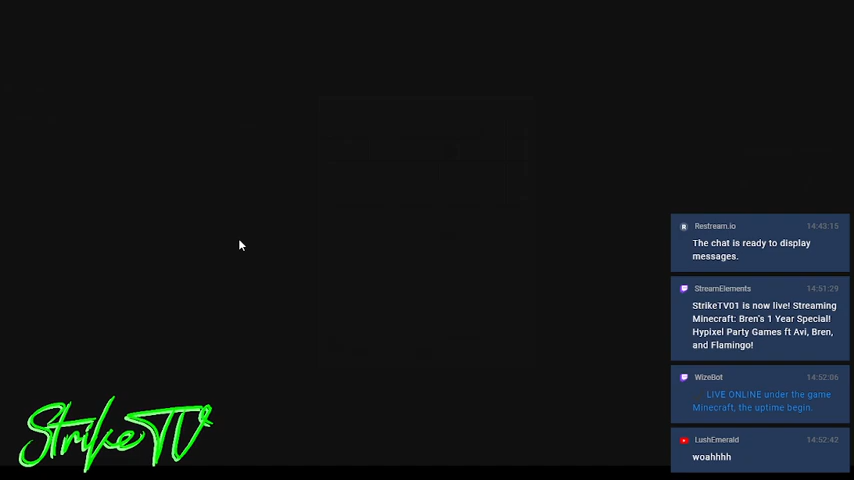 Restream.io 14:43:15
The chat is ready to display
messages.
StreamElements 14:51:29
StrikeTV01 is now live! Streaming
Minecraft: Bren's 1 Year Special!
Hypixel Party Games ft Avi, Bren,
and Flamingo!
WizeBot 14:52:06
LIVE ONLINE under the game
Minecraft, the uptime begin.
LushEmerald 14:52:42
woahhhh
StrikeTV